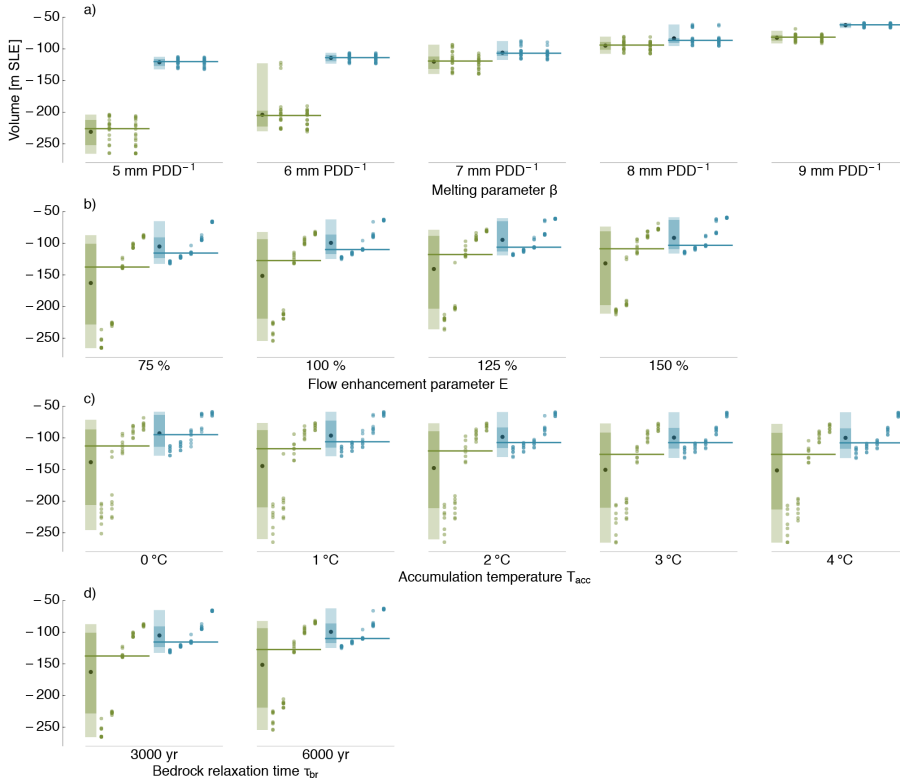 a)
Volume [m SLE]
−50
−100
−150
−200
−250
5 mm PDD⁻¹ 6 mm PDD⁻¹ 7 mm PDD⁻¹ 8 mm PDD⁻¹ 9 mm PDD⁻¹
Melting parameter β
b)
−50
−100
−150
−200
−250
75 % 100 % 125 % 150 %
Flow enhancement parameter E
c)
−50
−100
−150
−200
−250
0 °C 1 °C 2 °C 3 °C 4 °C
Accumulation temperature Tacc
d)
−50
−100
−150
−200
−250
3000 yr 6000 yr
Bedrock relaxation time τbr